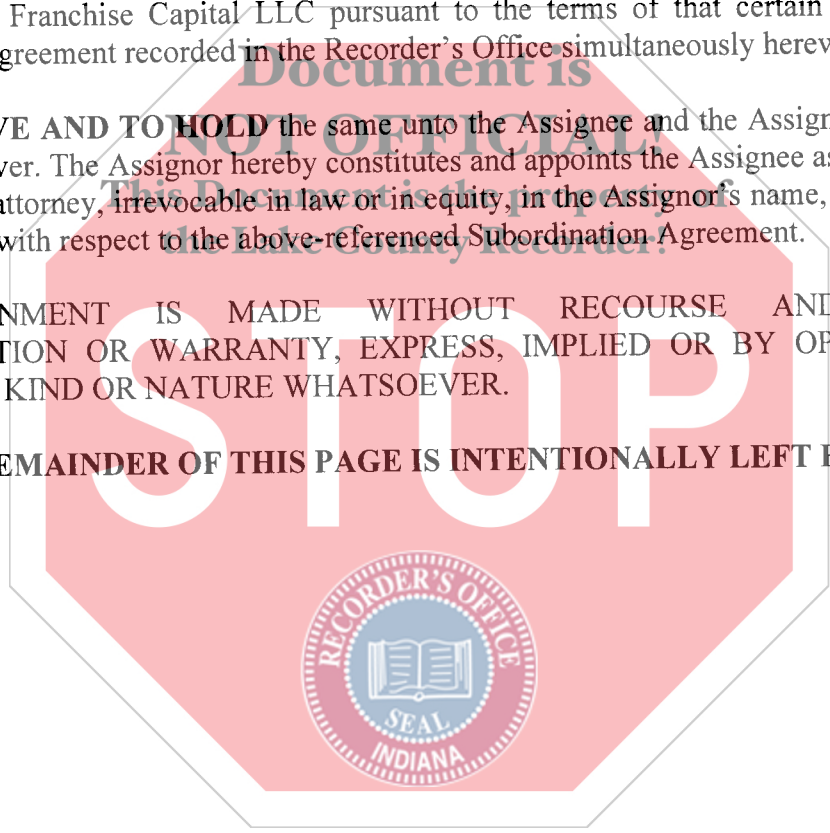 Franchise Capital LLC pursuant to the terms of that certain
greement recorded in the Recorder's Office simultaneously herew
Document is
VE AND TO HOLD the same unto the Assignee and the Assign
NOT OFFICIAL!
ver. The Assignor hereby constitutes and appoints the Assignee as
This Document is the property of
attorney, irrevocable in law or in equity, in the Assignor's name,
with respect to the above-referenced Subordination Agreement.
the Lake County Recorder!
NMENT IS MADE WITHOUT RECOURSE AND
TION OR WARRANTY, EXPRESS, IMPLIED OR BY OP
KIND OR NATURE WHATSOEVER.
STOP
EMAINDER OF THIS PAGE IS INTENTIONALLY LEFT
RECORDER'S OFFICE
SEAL
INDIANA